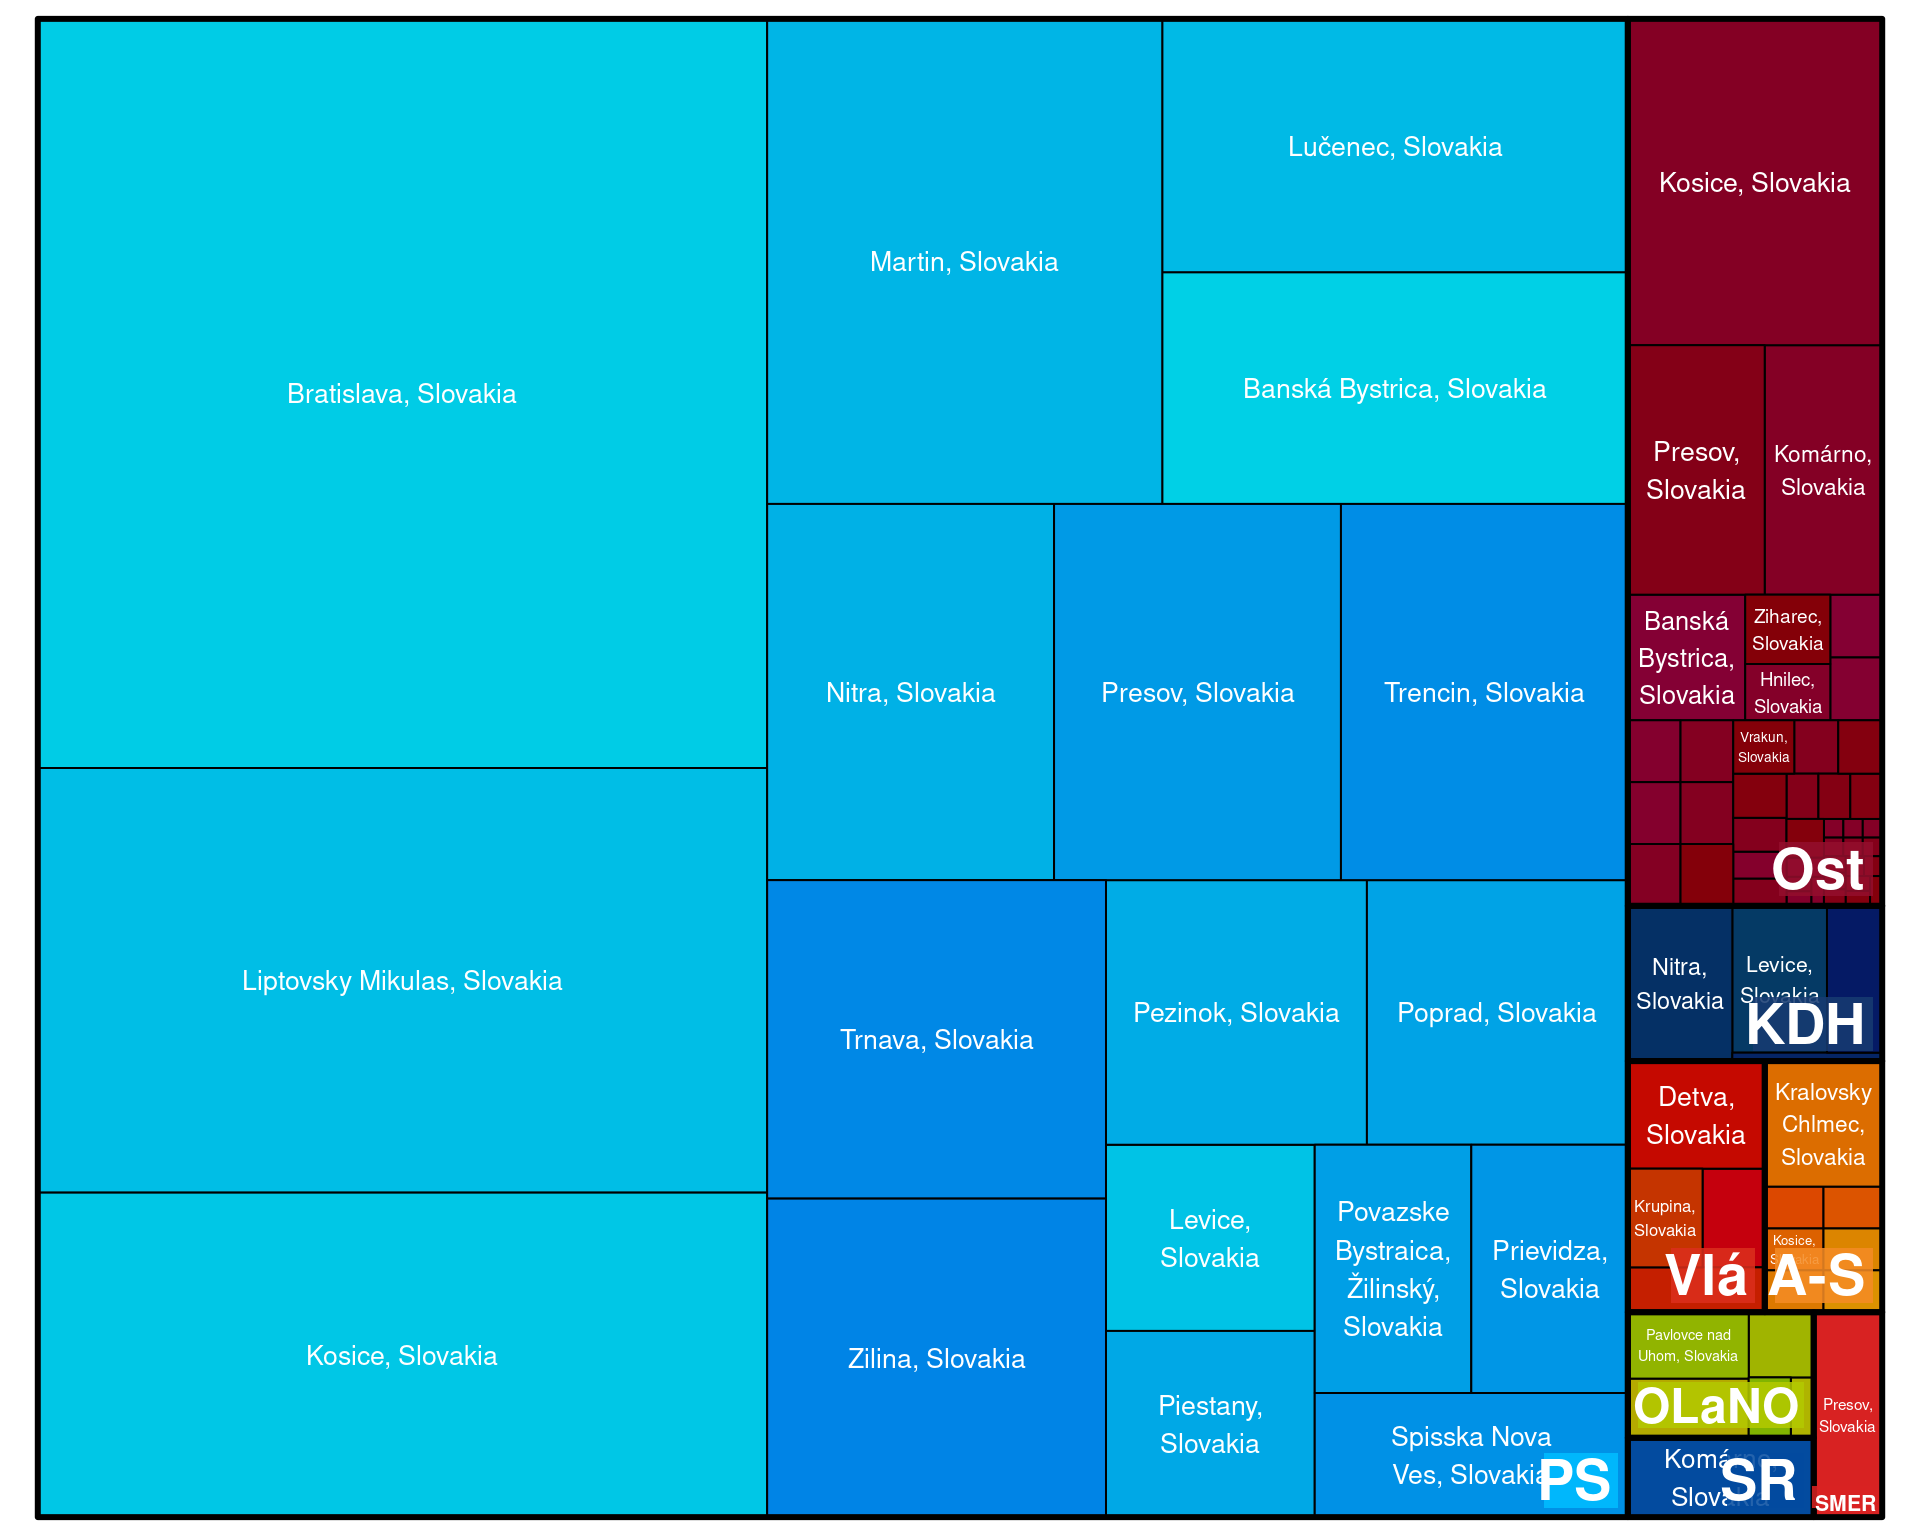 Bratislava, Slovakia
Liptovsky Mikulas, Slovakia
Kosice, Slovakia
Martin, Slovakia
Lučenec, Slovakia
Banská Bystrica, Slovakia
Nitra, Slovakia
Presov, Slovakia
Trencin, Slovakia
Trnava, Slovakia
Zilina, Slovakia
Pezinok, Slovakia
Poprad, Slovakia
Levice,
Slovakia
Piestany,
Slovakia
Povazske
Bystraica,
Žilinský,
Slovakia
Prievidza,
Slovakia
Spisska Nova
Ves, Slovakia
PS
Kosice, Slovakia
Presov,
Slovakia
Komárno,
Slovakia
Banská
Bystrica,
Slovakia
Ziharec,
Slovakia
Hnilec,
Slovakia
Vrakun,
Slovakia
Ost
Nitra,
Slovakia
Levice,
Slovakia
KDH
Detva,
Slovakia
Krupina,
Slovakia
Vlá
Kralovsky
Chlmec,
Slovakia
Kosice,
Slovakia
A-S
Pavlovce nad
Uhom, Slovakia
OLaNO
Komárno,
Slovakia
SR
Presov,
Slovakia
SMER